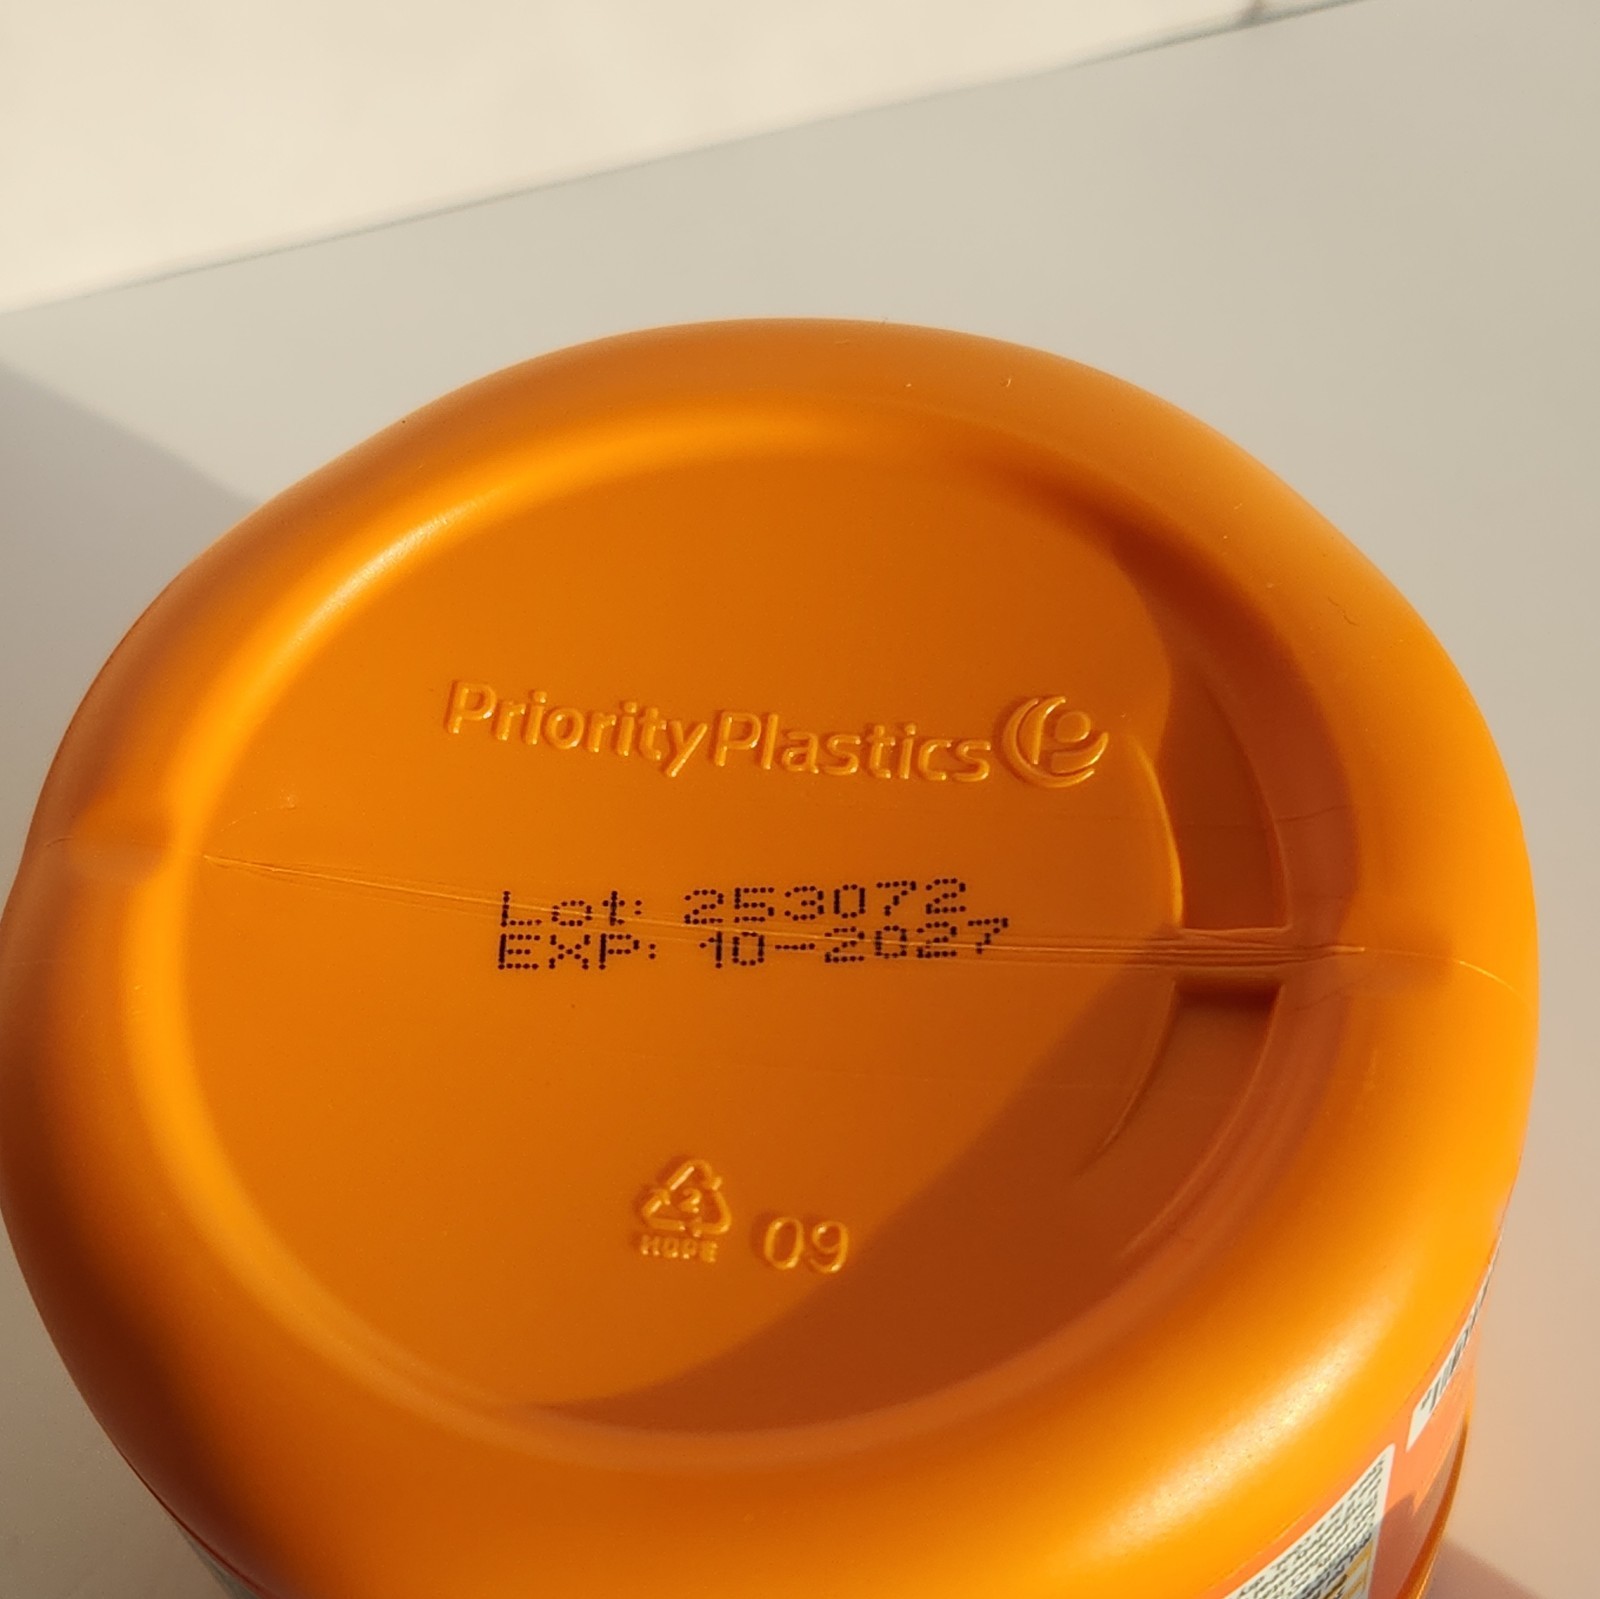 PriorityPlastics
Lot: 253072
EXP: 10-2027
2
HDPE
09